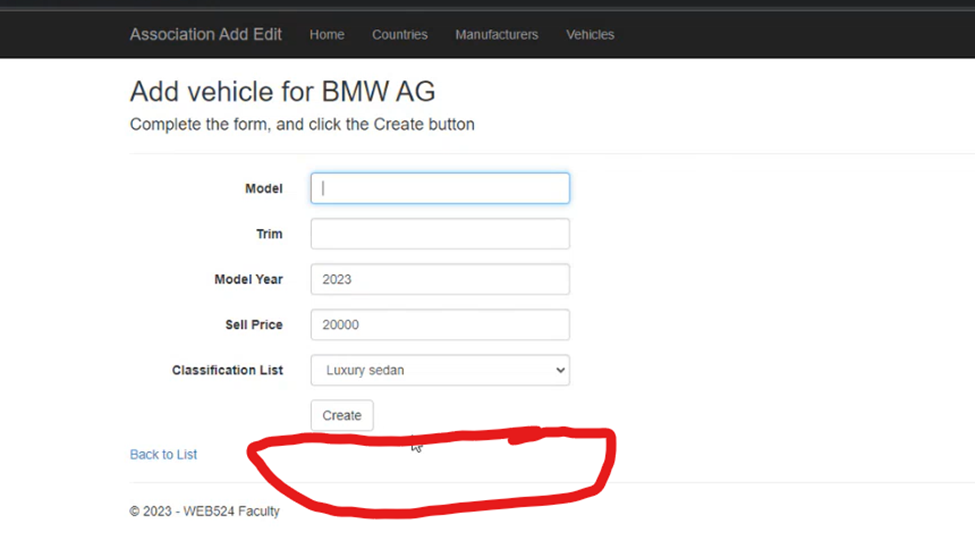 Association Add Edit Home Countries Manufacturers Vehicles
Add vehicle for BMW AG
Complete the form, and click the Create button
Model
Trim
Model Year 2023
Sell Price 20000
Classification List Luxury sedan
Create
Back to List
© 2023 - WEB524 Faculty